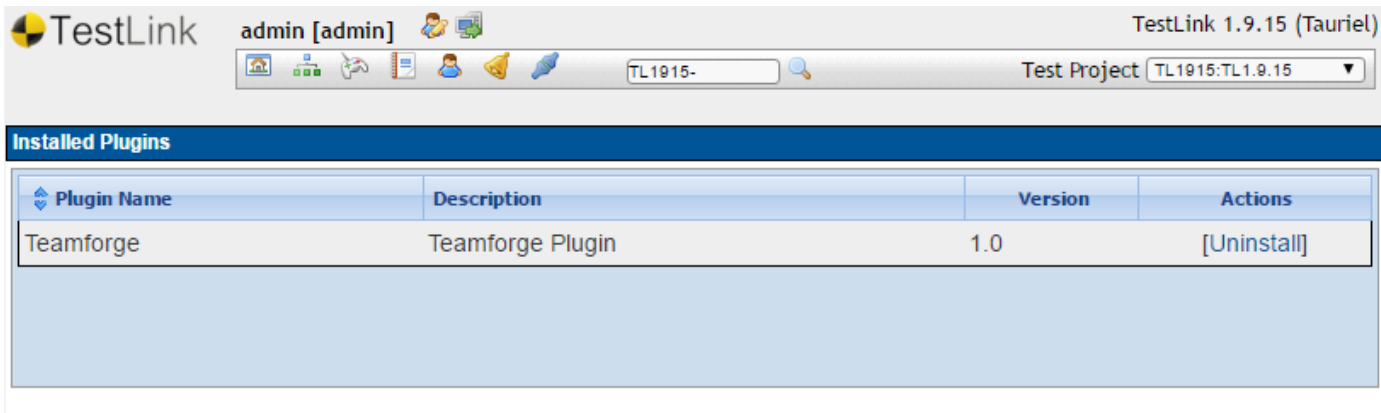 TestLink admin [admin] TestLink 1.9.15 (Tauriel)
TL1915- Test Project TL1915:TL1.9.15
Installed Plugins
Plugin Name Description Version Actions
Teamforge Teamforge Plugin 1.0 [Uninstall]